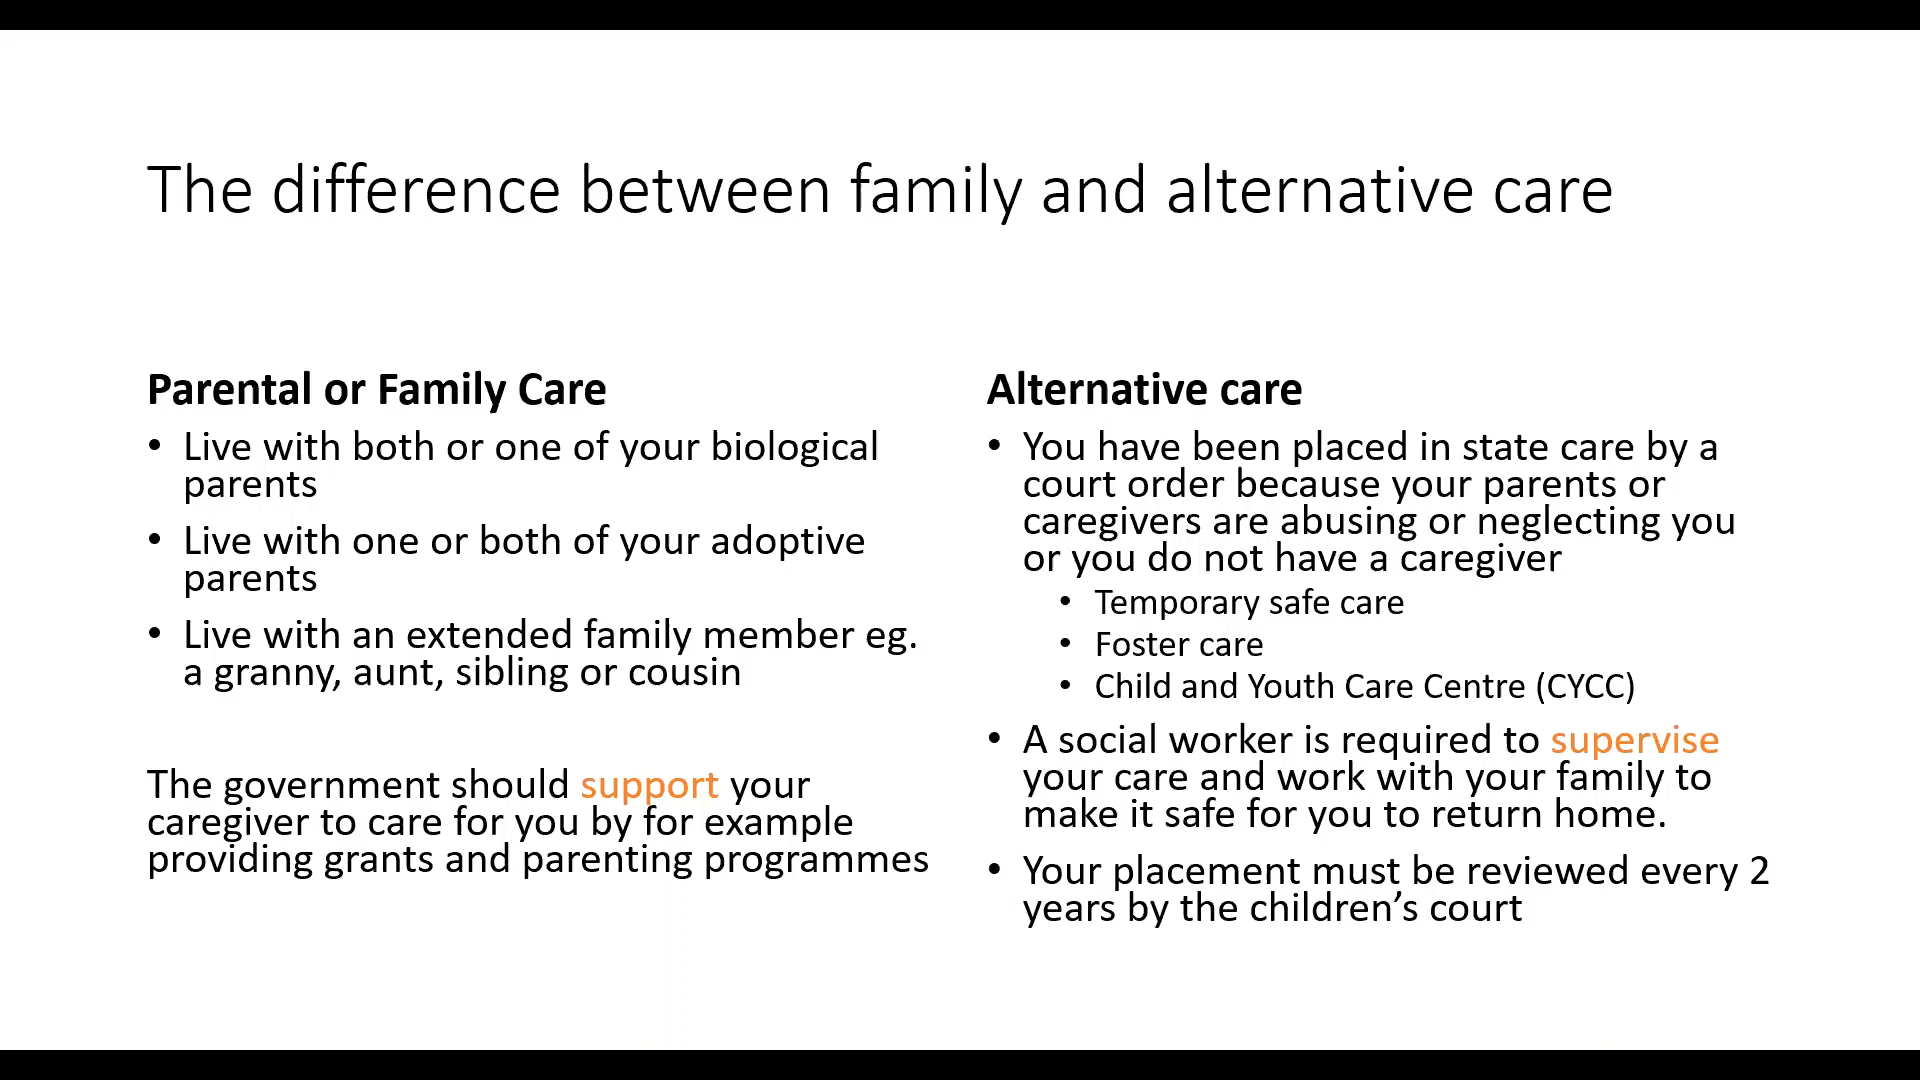 The difference between family and alternative care
Parental or Family Care
• Live with both or one of your biological
parents
• Live with one or both of your adoptive
parents
• Live with an extended family member eg.
a granny, aunt, sibling or cousin
The government should support your
caregiver to care for you by for example
providing grants and parenting programmes
Alternative care
• You have been placed in state care by a
court order because your parents or
caregivers are abusing or neglecting you
or you do not have a caregiver
• Temporary safe care
• Foster care
• Child and Youth Care Centre (CYCC)
• A social worker is required to supervise
your care and work with your family to
make it safe for you to return home.
• Your placement must be reviewed every 2
years by the children’s court